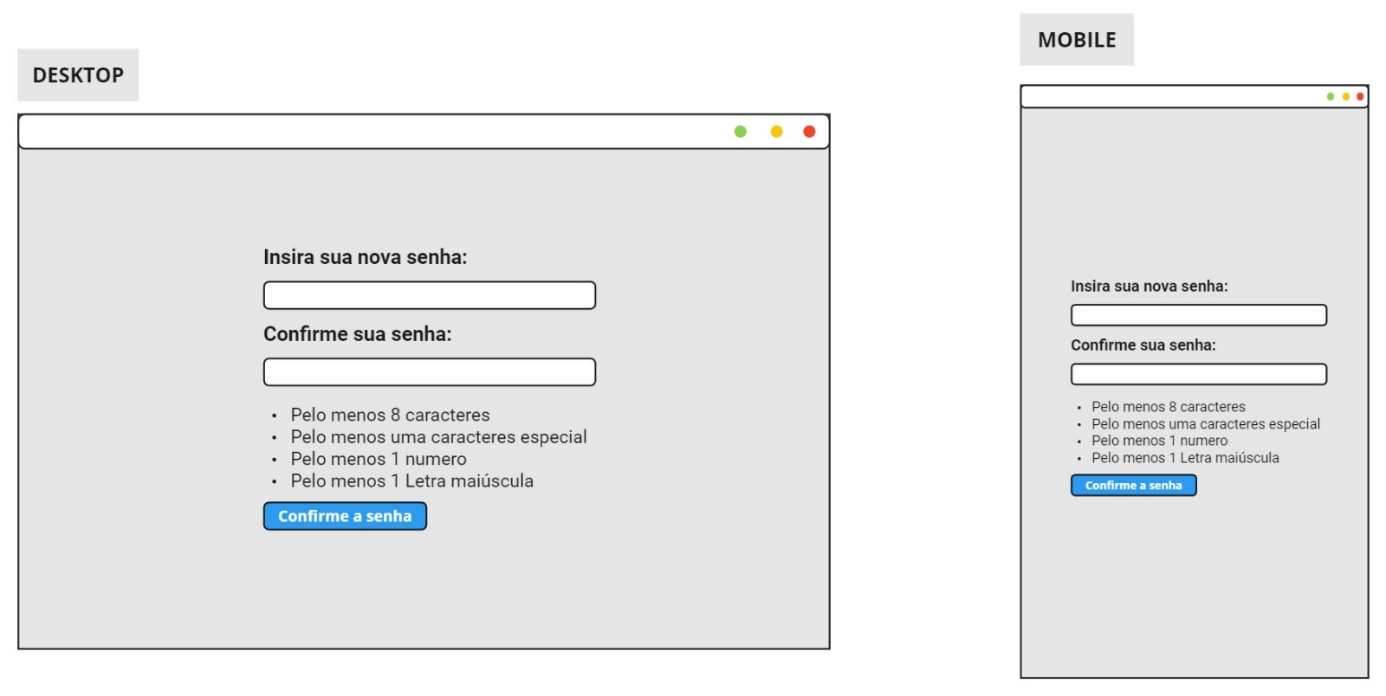 DESKTOP
Insira sua nova senha:
Confirme sua senha:
• Pelo menos 8 caracteres
• Pelo menos uma caracteres especial
• Pelo menos 1 numero
• Pelo menos 1 Letra maiúscula
Confirme a senha
MOBILE
Insira sua nova senha:
Confirme sua senha:
• Pelo menos 8 caracteres
• Pelo menos uma caracteres especial
• Pelo menos 1 numero
• Pelo menos 1 Letra maiúscula
Confirme a senha